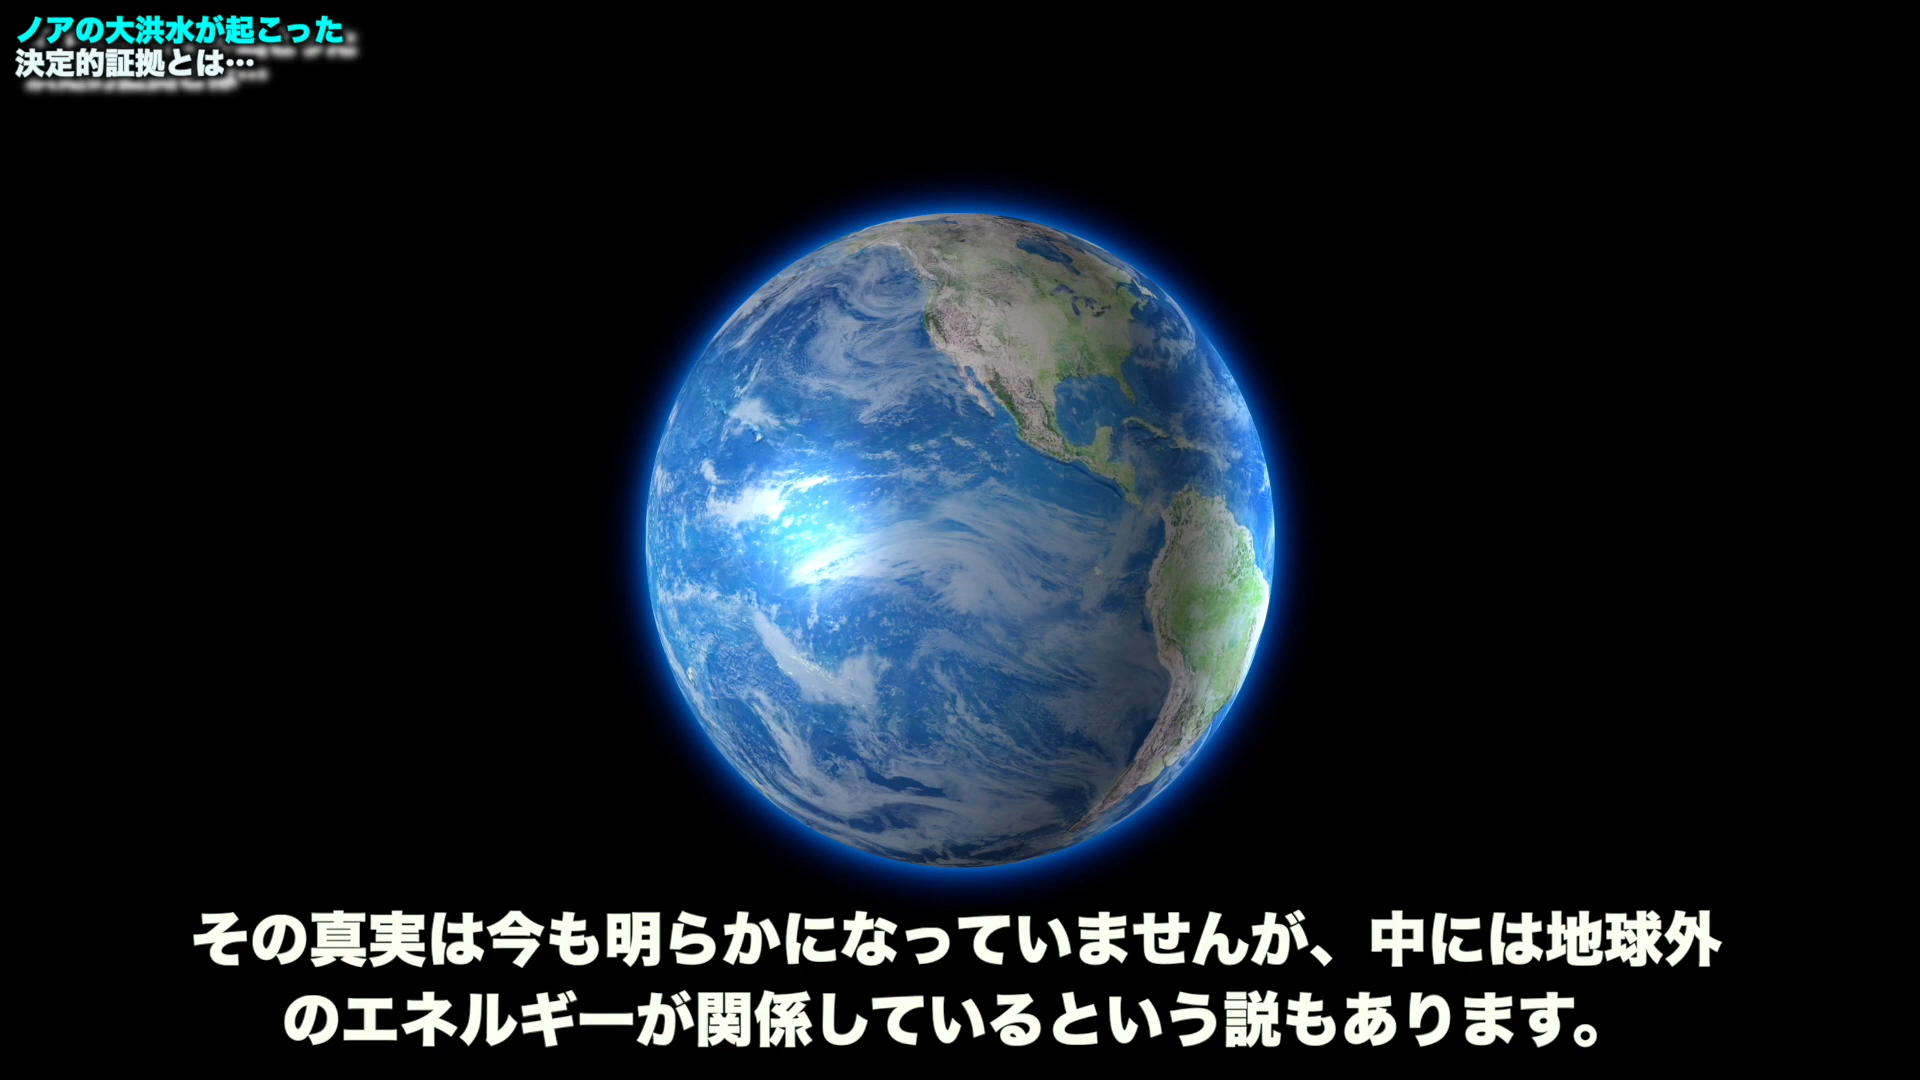 ノアの大洪水が起こった
決定的証拠とは…
その真実は今も明らかになっていませんが、中には地球外
のエネルギーが関係しているという説もあります。